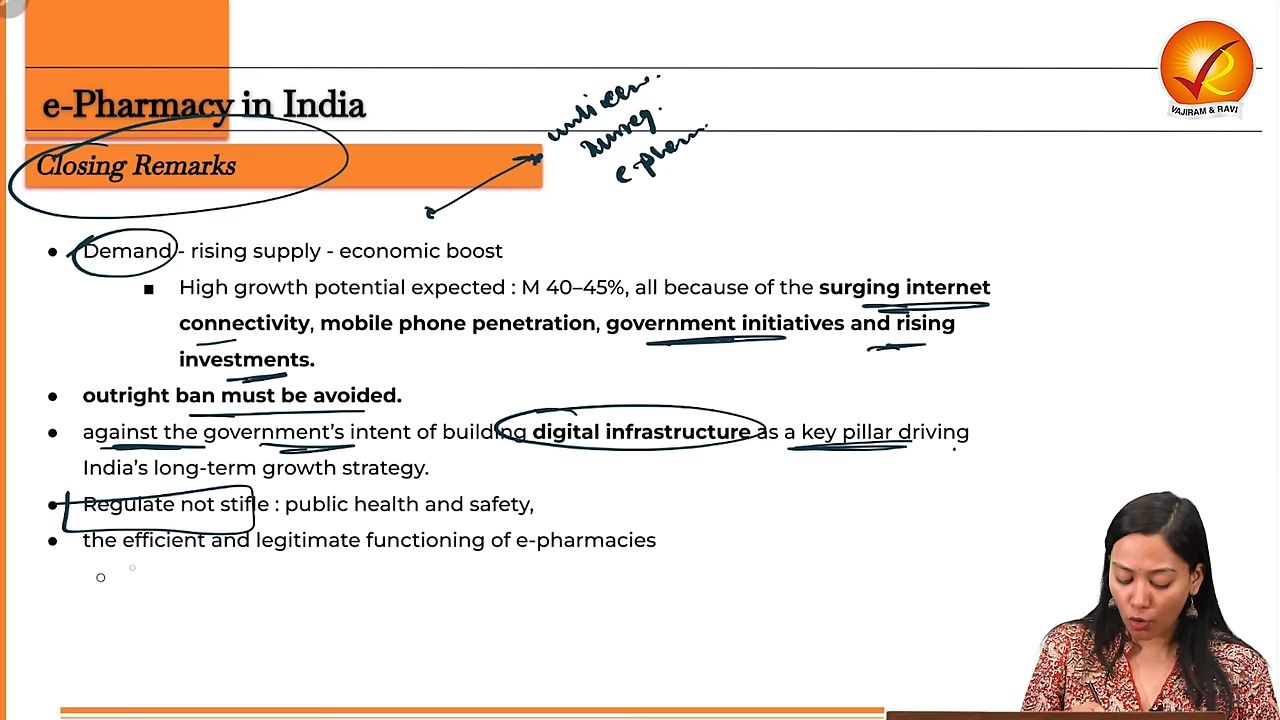 e-Pharmacy in India
VAJIRAM & RAVI
Closing Remarks
e-pharm.
● Demand - rising supply - economic boost
■ High growth potential expected : M 40–45%, all because of the surging internet
connectivity, mobile phone penetration, government initiatives and rising
investments.
● outright ban must be avoided.
● against the government’s intent of building digital infrastructure as a key pillar driving
India’s long-term growth strategy.
● Regulate not stifle : public health and safety,
● the efficient and legitimate functioning of e-pharmacies